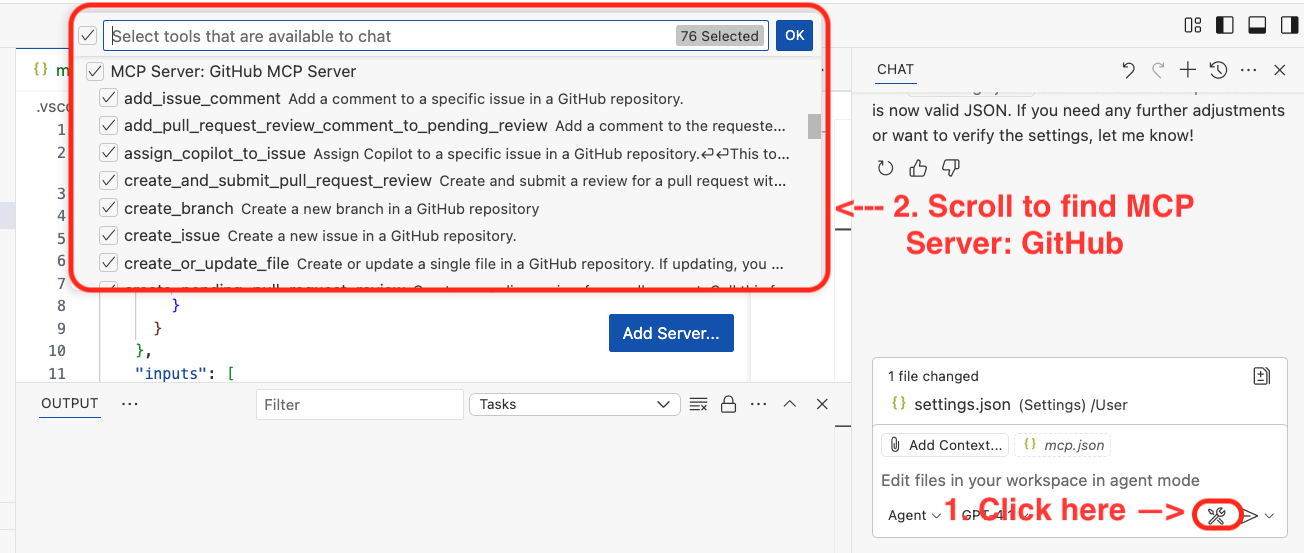 Select tools that are available to chat
76 Selected
OK
MCP Server: GitHub MCP Server
add_issue_comment Add a comment to a specific issue in a GitHub repository.
add_pull_request_review_comment_to_pending_review Add a comment to the requeste...
assign_copilot_to_issue Assign Copilot to a specific issue in a GitHub repository.⏎⏎This to...
create_and_submit_pull_request_review Create and submit a review for a pull request wit...
create_branch Create a new branch in a GitHub repository
create_issue Create a new issue in a GitHub repository.
create_or_update_file Create or update a single file in a GitHub repository. If updating, you ...
{} m
.vsco
1
2
3
4
5
6
7
8 }
9 }
10 },
11 "inputs": [
Add Server...
OUTPUT ...
Filter
Tasks
CHAT
is now valid JSON. If you need any further adjustments
or want to verify the settings, let me know!
<--- 2. Scroll to find MCP
Server: GitHub
1 file changed
{} settings.json (Settings) /User
Add Context...
{} mcp.json
Edit files in your workspace in agent mode
Agent
GPT-4.1
1. Click here —>